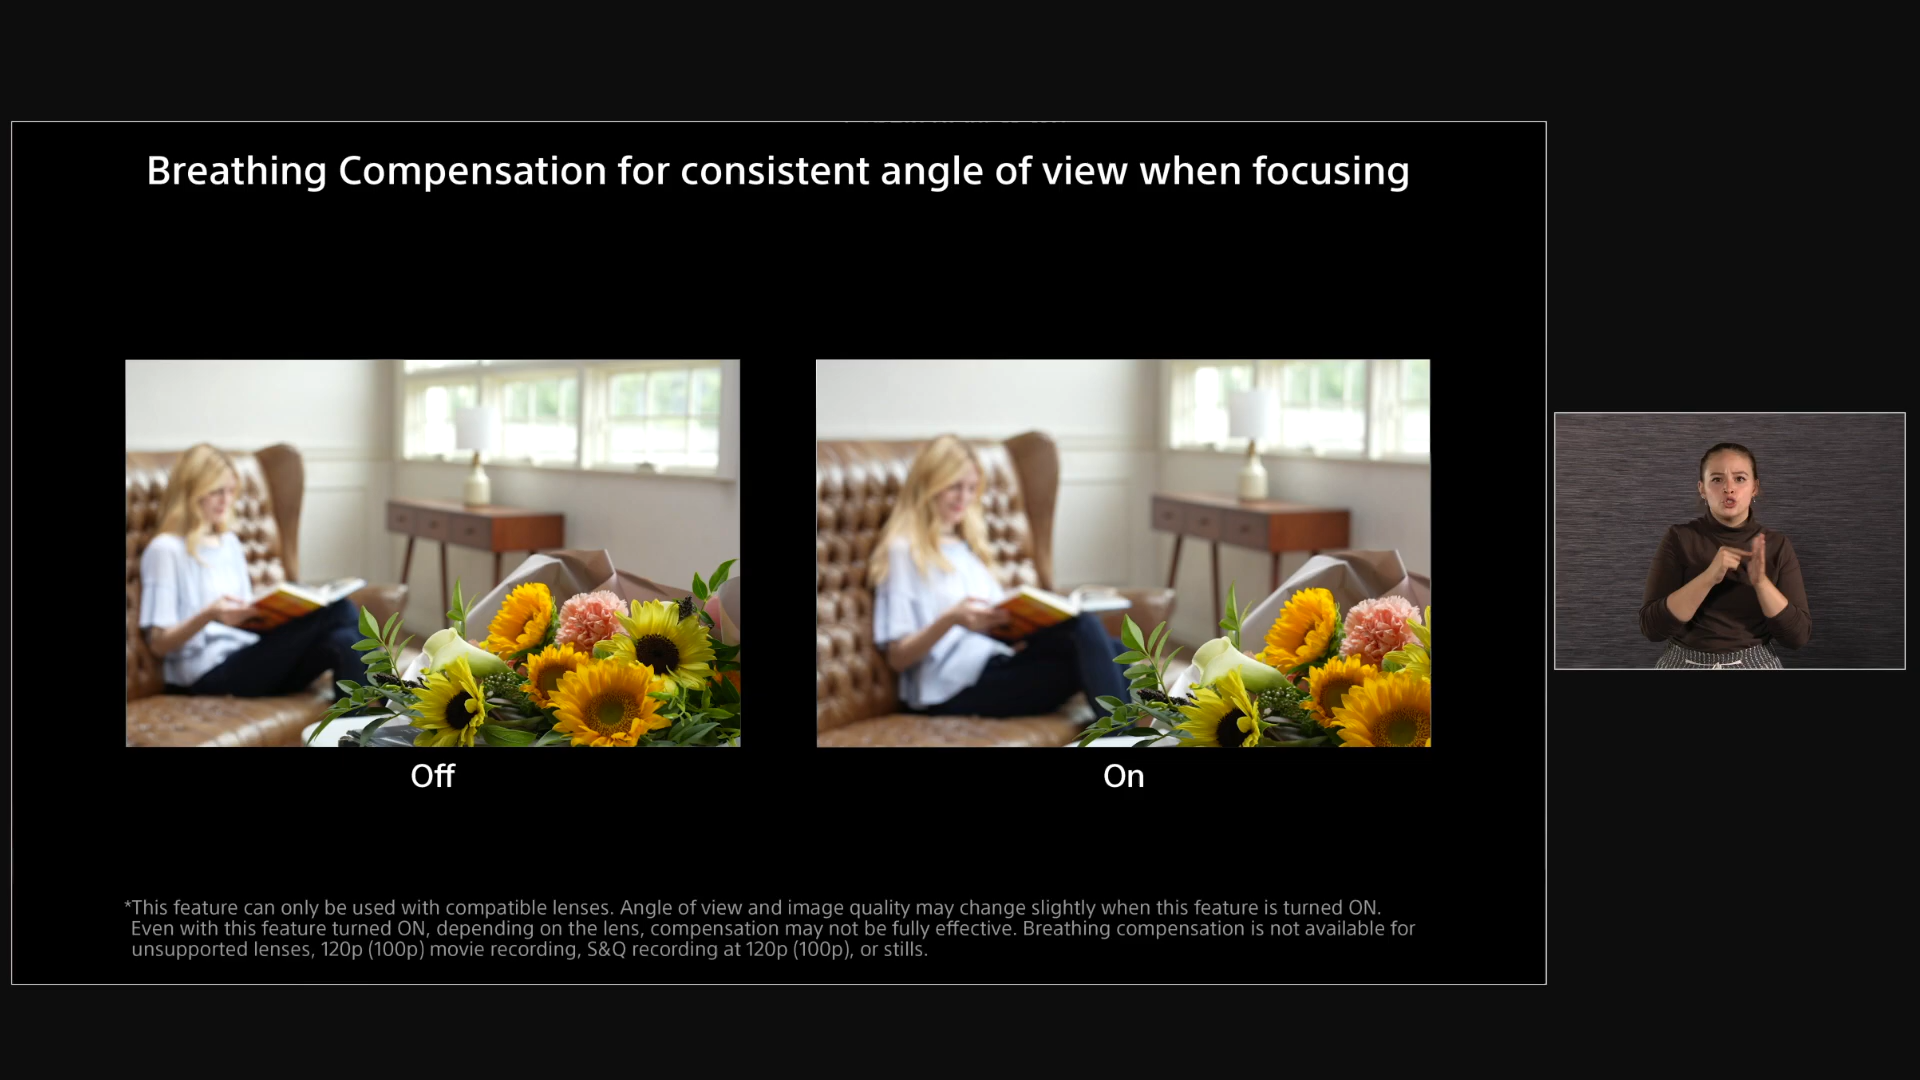 Breathing Compensation for consistent angle of view when focusing
Off
On
*This feature can only be used with compatible lenses. Angle of view and image quality may change slightly when this feature is turned ON.
Even with this feature turned ON, depending on the lens, compensation may not be fully effective. Breathing compensation is not available for
unsupported lenses, 120p (100p) movie recording, S&Q recording at 120p (100p), or stills.